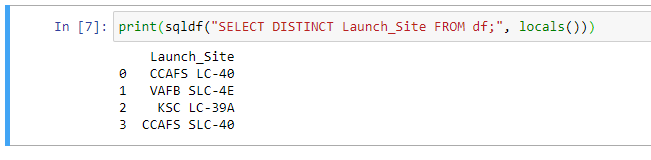 In [7]: print(sqldf("SELECT DISTINCT Launch_Site FROM df;", locals()))
Launch_Site
0 CCAFS LC-40
1 VAFB SLC-4E
2 KSC LC-39A
3 CCAFS SLC-40